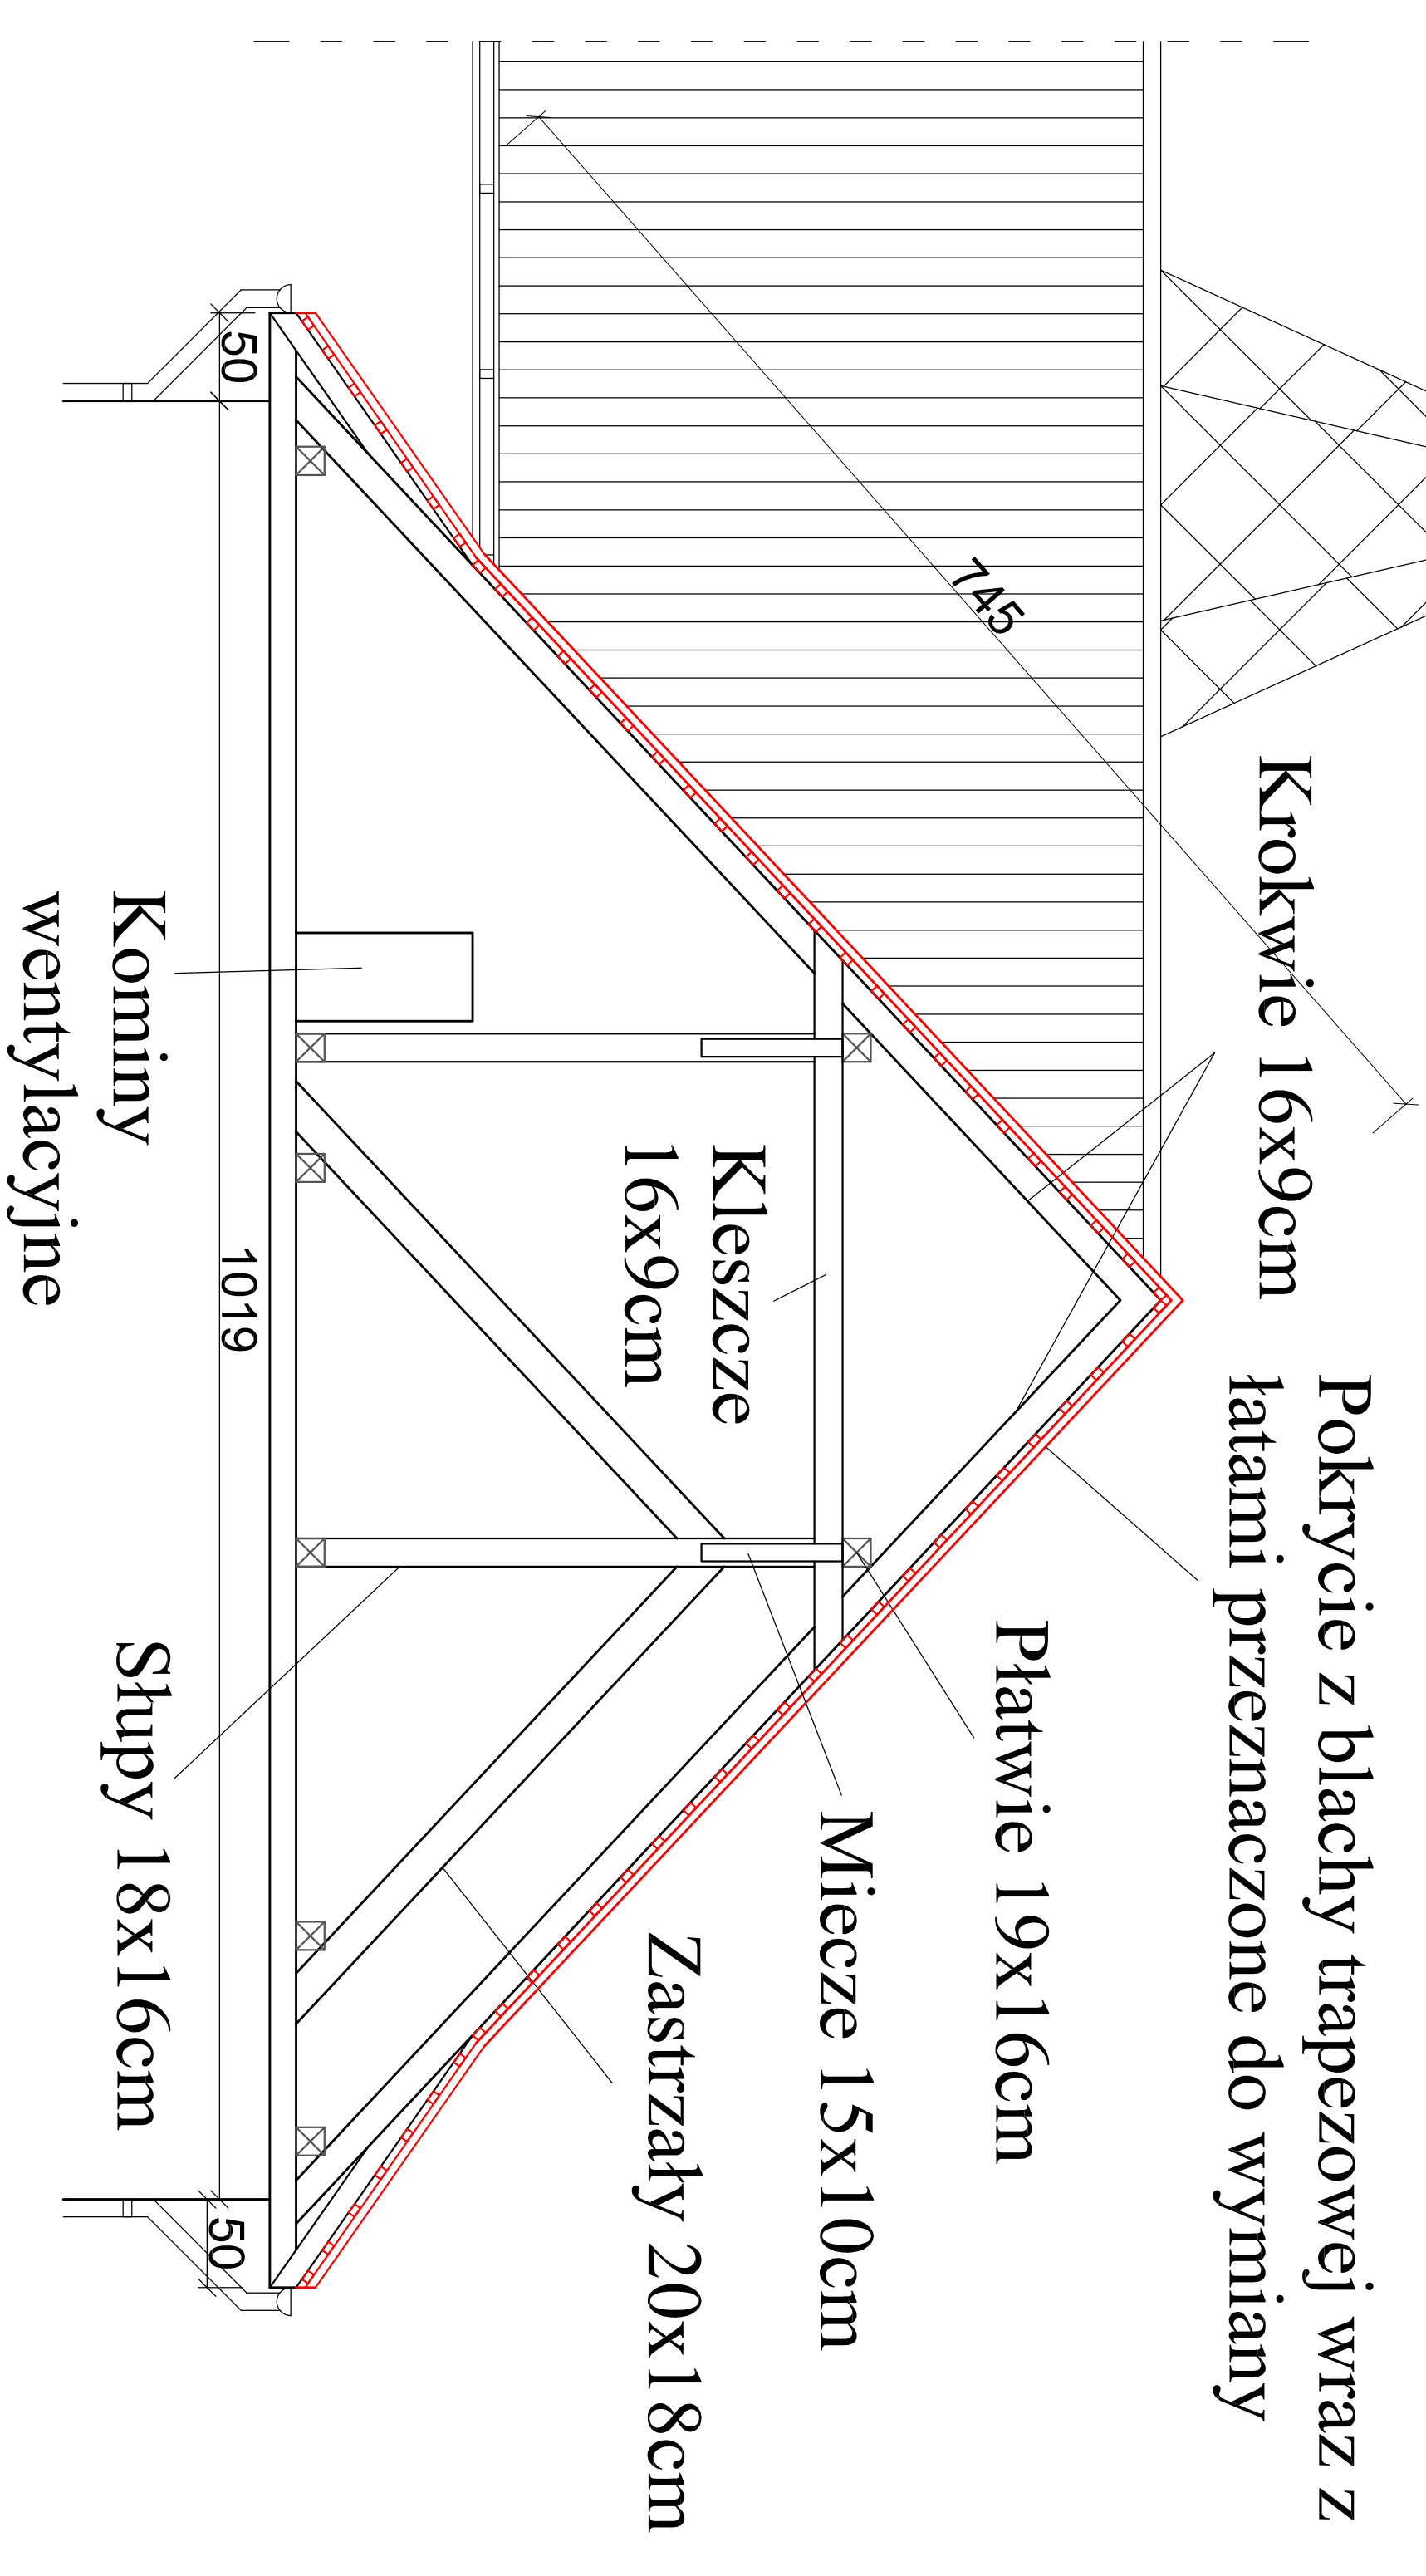 Pokrycie z blachy trapezowej wraz z
łatami przeznaczone do wymiany
Krokwie 16x9cm
745
Płatwie 19x16cm
Miecze 15x10cm
Kleszcze
16x9cm
Zastrzały 20x18cm
50
1019
50
Kominy
wentylacyjne
Słupy 18x16cm